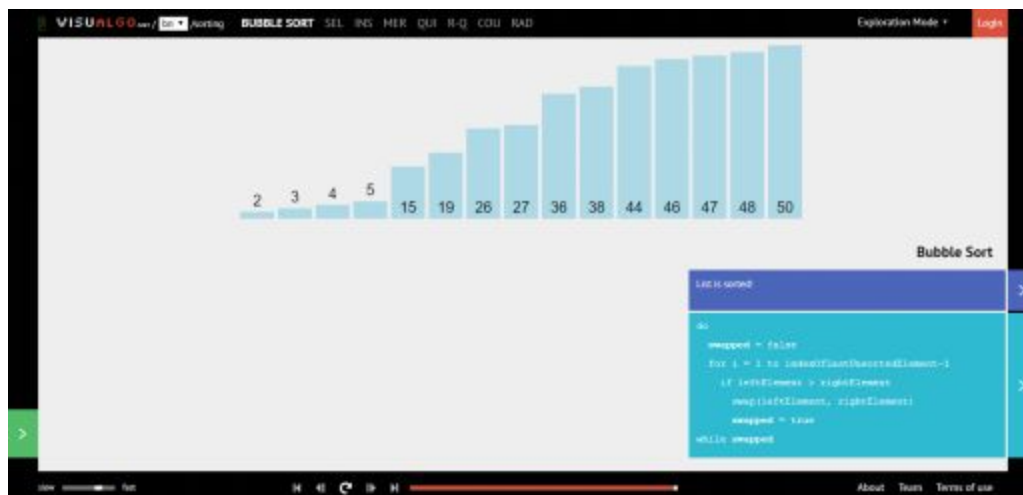 VISUALGO.NET / bn /sorting BUBBLE SORT SEL INS MER QUI R-Q COU RAD Exploration Mode Login
2 3 4 5 15 19 26 27 36 38 44 46 47 48 50
Bubble Sort
List is sorted!
do
swapped = false
for i = 1 to indexOfLastUnsortedElement-1
if leftElement > rightElement
swap(leftElement, rightElement)
swapped = true
while swapped
slow fast About Team Terms of use